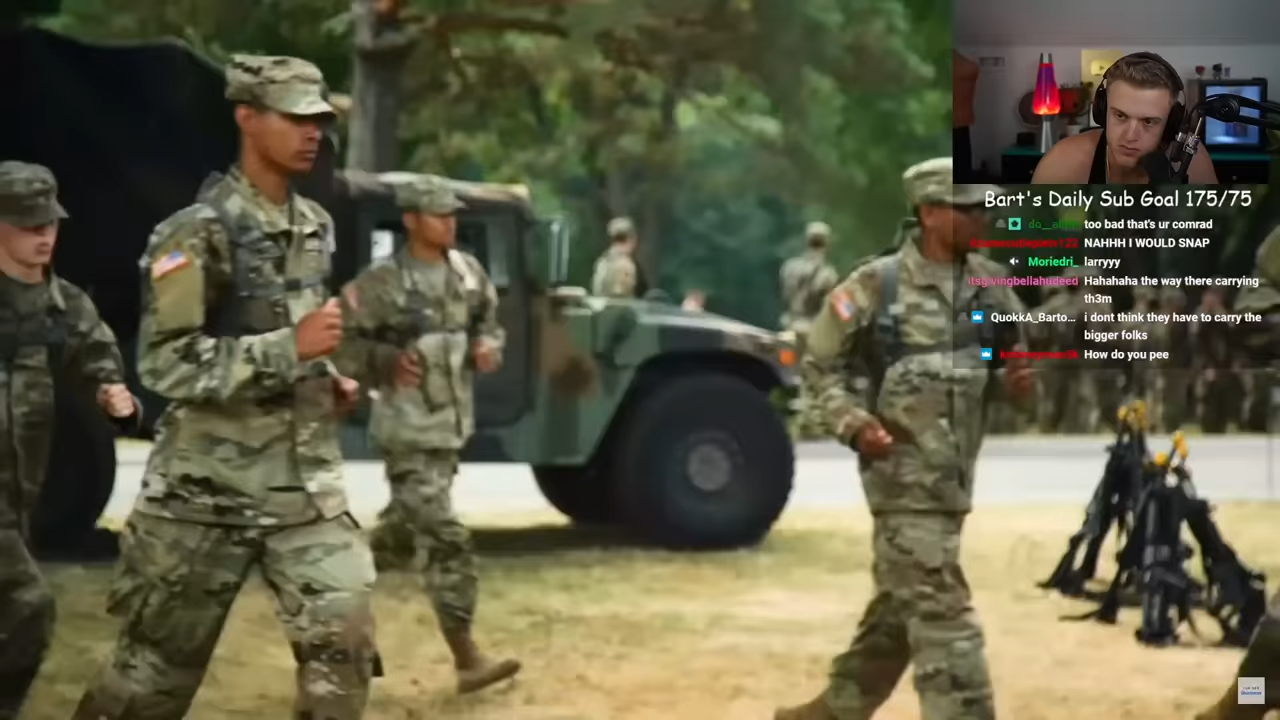 Bart's Daily Sub Goal 175/75
too bad that's ur comrad
NAHHH I WOULD SNAP
Moriedri_ larryyy
itsgivingbellahudeed Hahahaha the way there carrying
th3m
QuokkA_Barto... i dont think they have to carry the
bigger folks
How do you pee